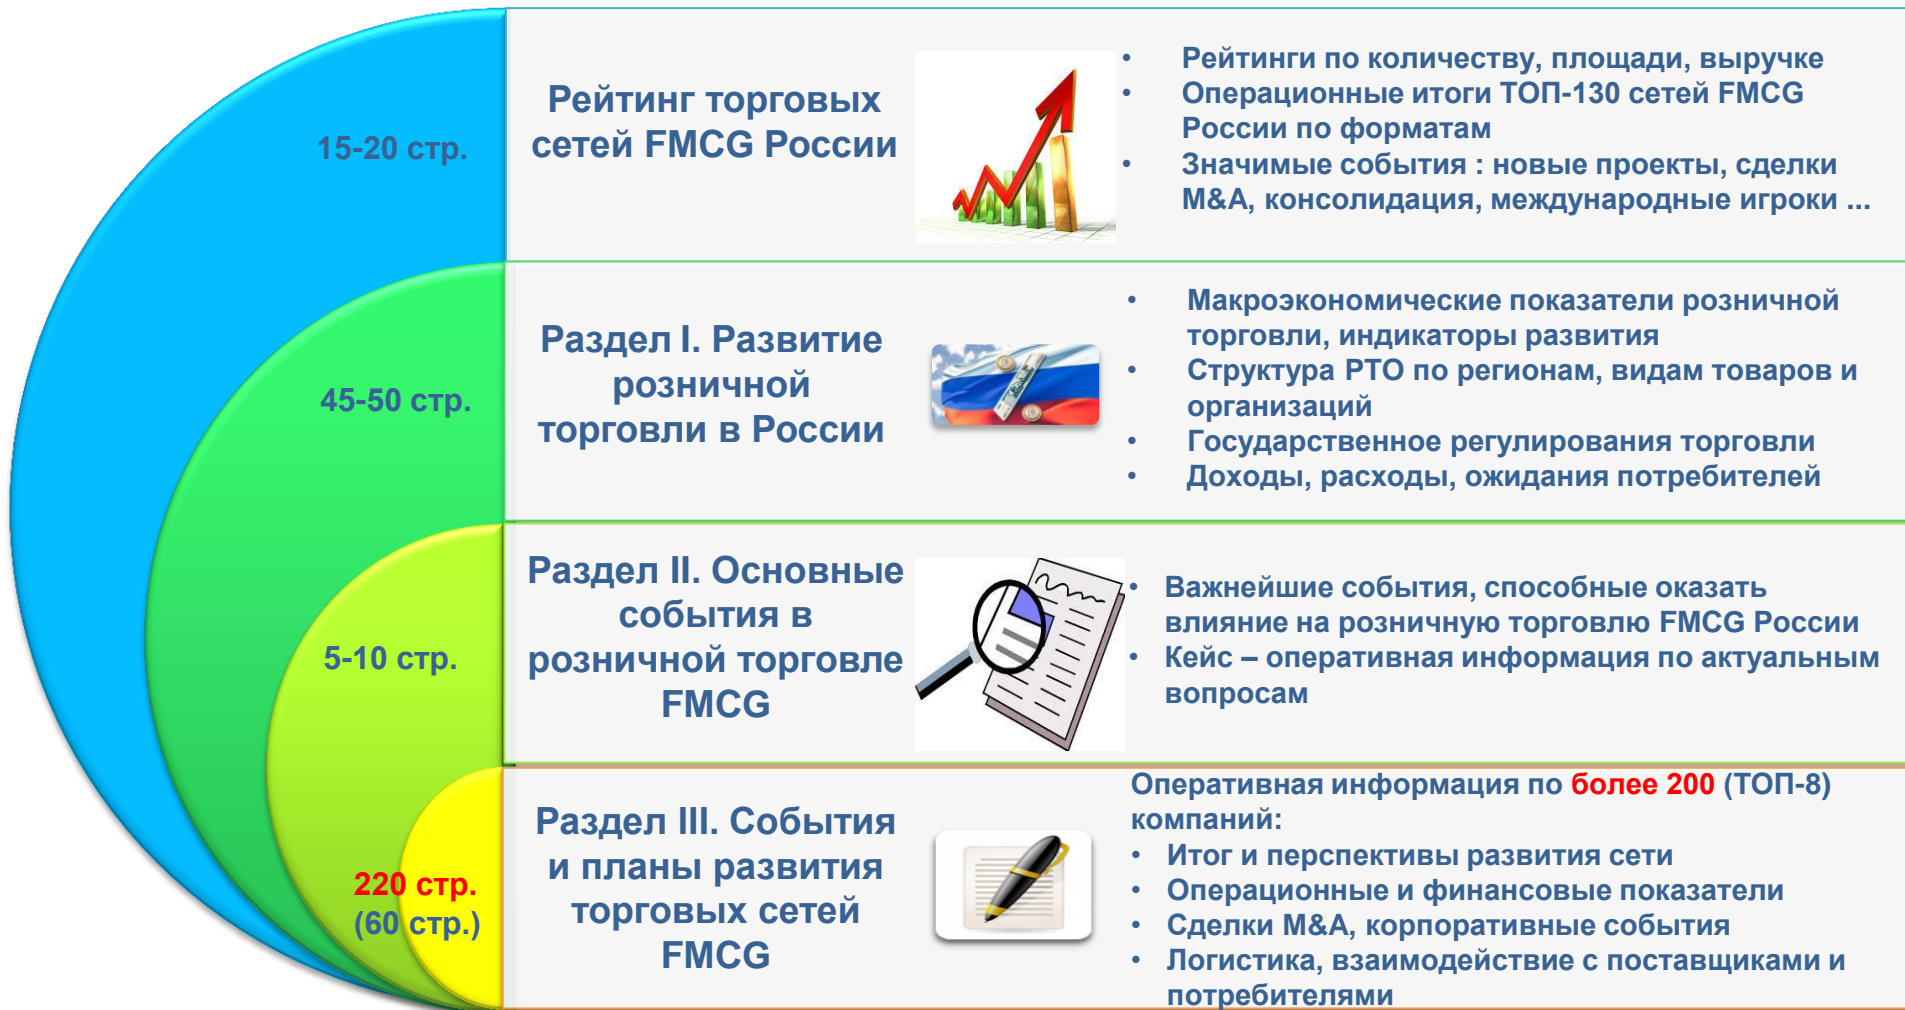 15-20 стр.
Рейтинг торговых
сетей FMCG России
• Рейтинги по количеству, площади, выручке
• Операционные итоги ТОП-130 сетей FMCG
России по форматам
• Значимые события : новые проекты, сделки
M&A, консолидация, международные игроки ...
45-50 стр.
Раздел I. Развитие
розничной
торговли в России
• Макроэкономические показатели розничной
торговли, индикаторы развития
• Структура РТО по регионам, видам товаров и
организаций
• Государственное регулирования торговли
• Доходы, расходы, ожидания потребителей
5-10 стр.
Раздел II. Основные
события в
розничной торговле
FMCG
• Важнейшие события, способные оказать
влияние на розничную торговлю FMCG России
• Кейс – оперативная информация по актуальным
вопросам
220 стр.
(60 стр.)
Раздел III. События
и планы развития
торговых сетей
FMCG
Оперативная информация по более 200 (ТОП-8)
компаний:
• Итог и перспективы развития сети
• Операционные и финансовые показатели
• Сделки M&A, корпоративные события
• Логистика, взаимодействие с поставщиками и
потребителями